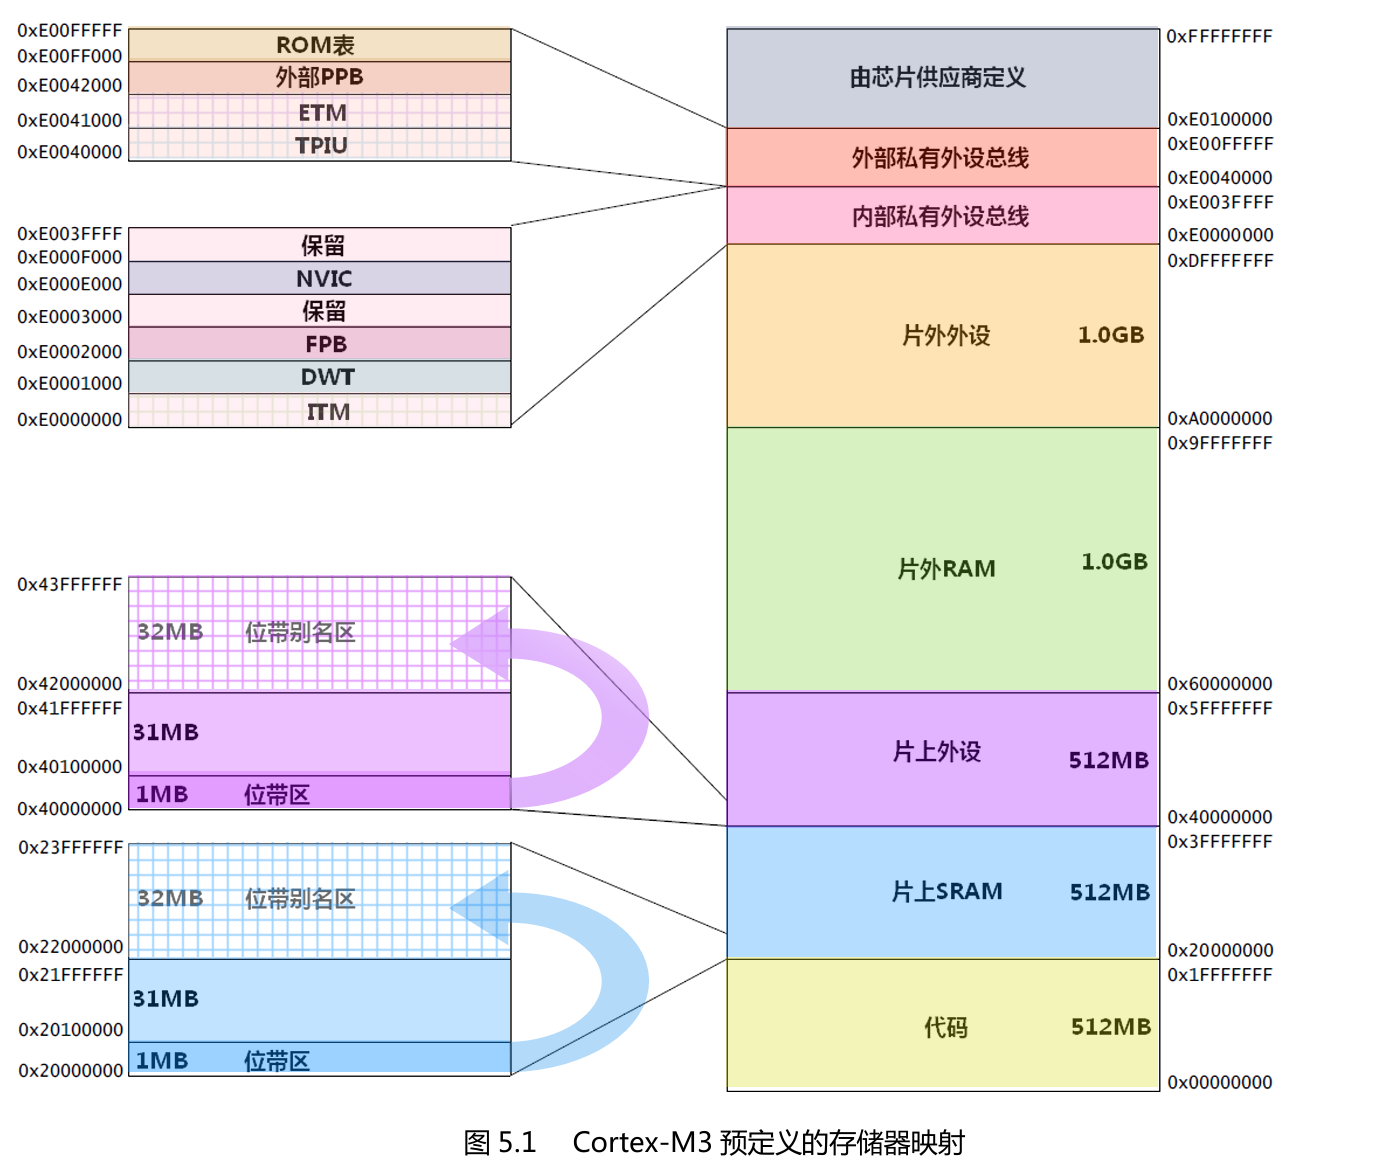 0xE00FFFFF
ROM表
0xE00FF000
外部PPB
0xE0042000
ETM
0xE0041000
TPIU
0xE0040000
0xE003FFFF
保留
0xE000F000
NVIC
0xE000E000
保留
0xE0003000
FPB
0xE0002000
DWT
0xE0001000
ITM
0xE0000000
0x43FFFFFF
32MB 位带别名区
0x42000000
0x41FFFFFF
31MB
0x40100000
1MB 位带区
0x40000000
0x23FFFFFF
32MB 位带别名区
0x22000000
0x21FFFFFF
31MB
0x20100000
1MB 位带区
0x20000000
0xFFFFFFFF
由芯片供应商定义
0xE0100000
0xE00FFFFF
外部私有外设总线
0xE0040000
0xE003FFFF
内部私有外设总线
0xE0000000
0xDFFFFFFF
片外外设 1.0GB
0xA0000000
0x9FFFFFFF
片外RAM 1.0GB
0x60000000
0x5FFFFFFF
片上外设 512MB
0x40000000
0x3FFFFFFF
片上SRAM 512MB
0x20000000
0x1FFFFFFF
代码 512MB
0x00000000
图 5.1 Cortex-M3 预定义的存储器映射